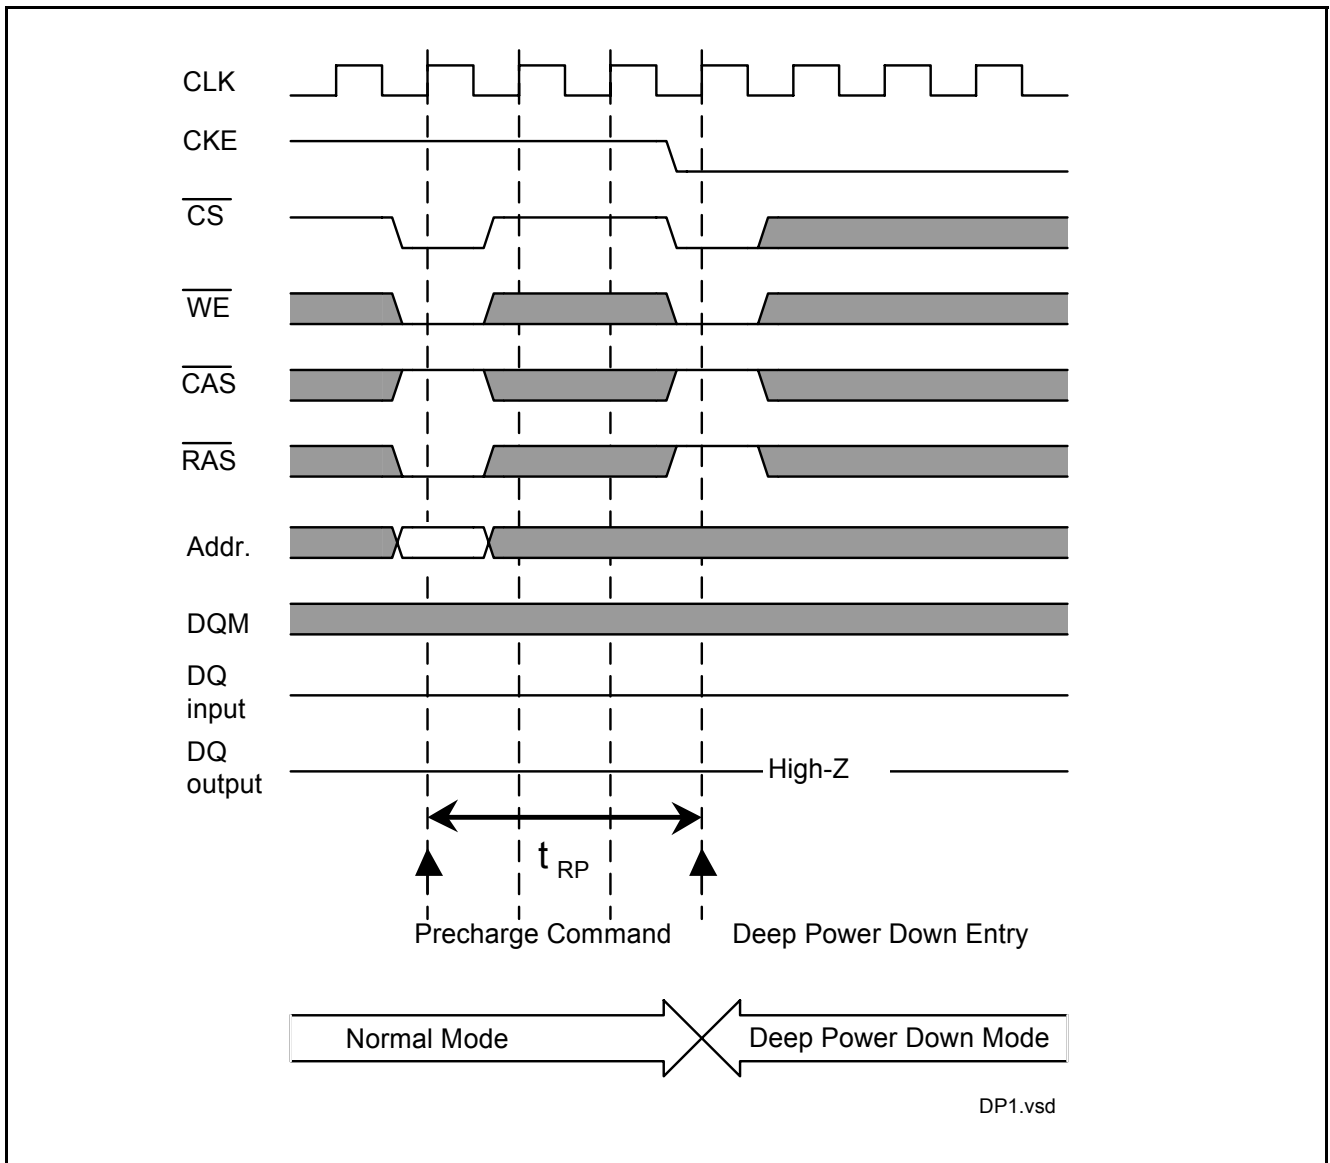 CLK
CKE
CS
WE
CAS
RAS
Addr.
DQM
DQ
input
DQ
output
High-Z
t RP
Precharge Command
Deep Power Down Entry
Normal Mode
Deep Power Down Mode
DP1.vsd